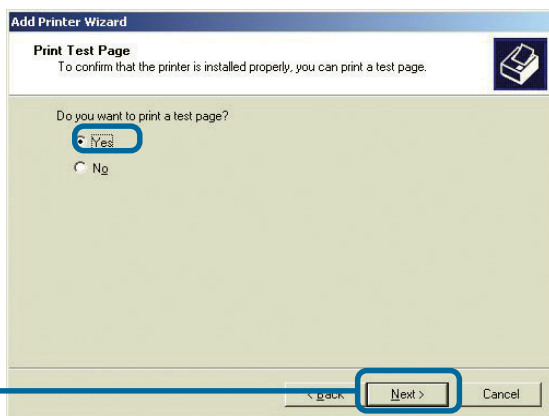 Add Printer Wizard
Print Test Page
To confirm that the printer is installed properly, you can print a test page.
Do you want to print a test page?
Yes
No
< Back
Next >
Cancel